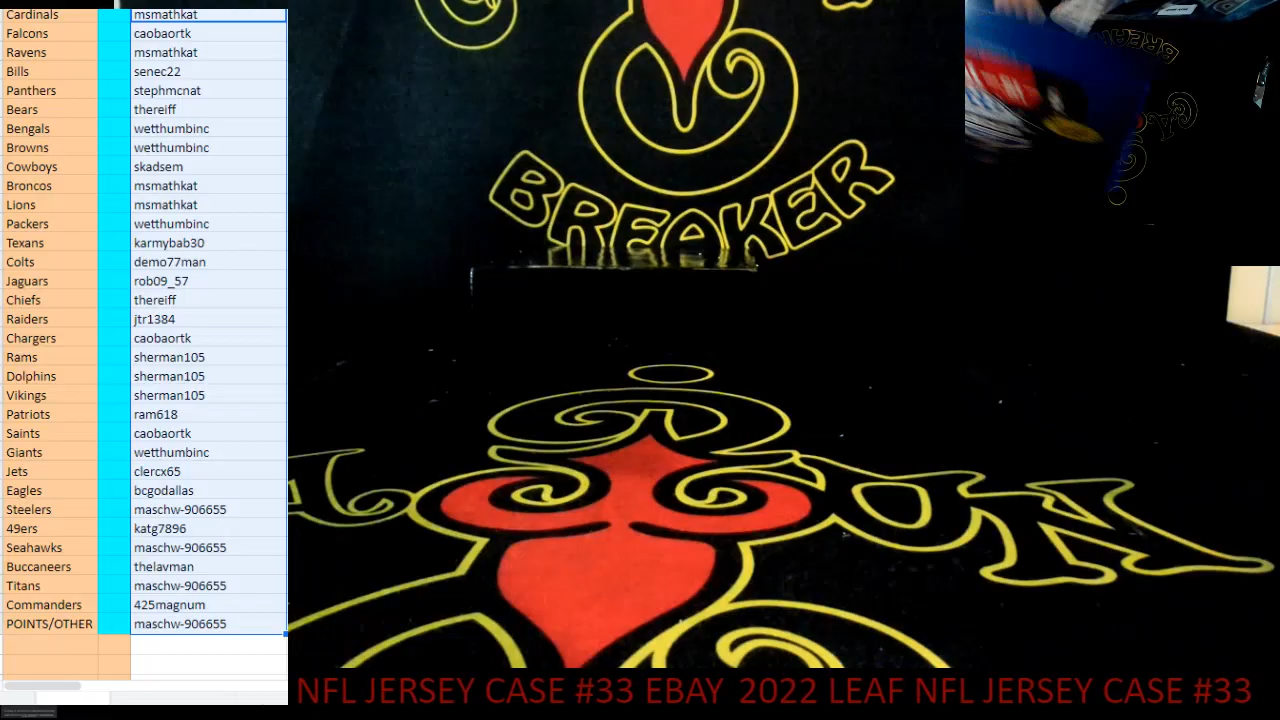 Cardinals msmathkat
Falcons caobaortk
Ravens msmathkat
Bills senec22
Panthers stephmcnat
Bears thereiff
Bengals wetthumbinc
Browns wetthumbinc
Cowboys skadsem
Broncos msmathkat
Lions msmathkat
Packers wetthumbinc
Texans karmybab30
Colts demo77man
Jaguars rob09_57
Chiefs thereiff
Raiders jtr1384
Chargers caobaortk
Rams sherman105
Dolphins sherman105
Vikings sherman105
Patriots ram618
Saints caobaortk
Giants wetthumbinc
Jets clercx65
Eagles bcgodallas
Steelers maschw-906655
49ers katg7896
Seahawks maschw-906655
Buccaneers thelavman
Titans maschw-906655
Commanders 425magnum
POINTS/OTHER maschw-906655
BREAKER
ON
BREAK
NFL JERSEY CASE #33 EBAY 2022 LEAF NFL JERSEY CASE #33